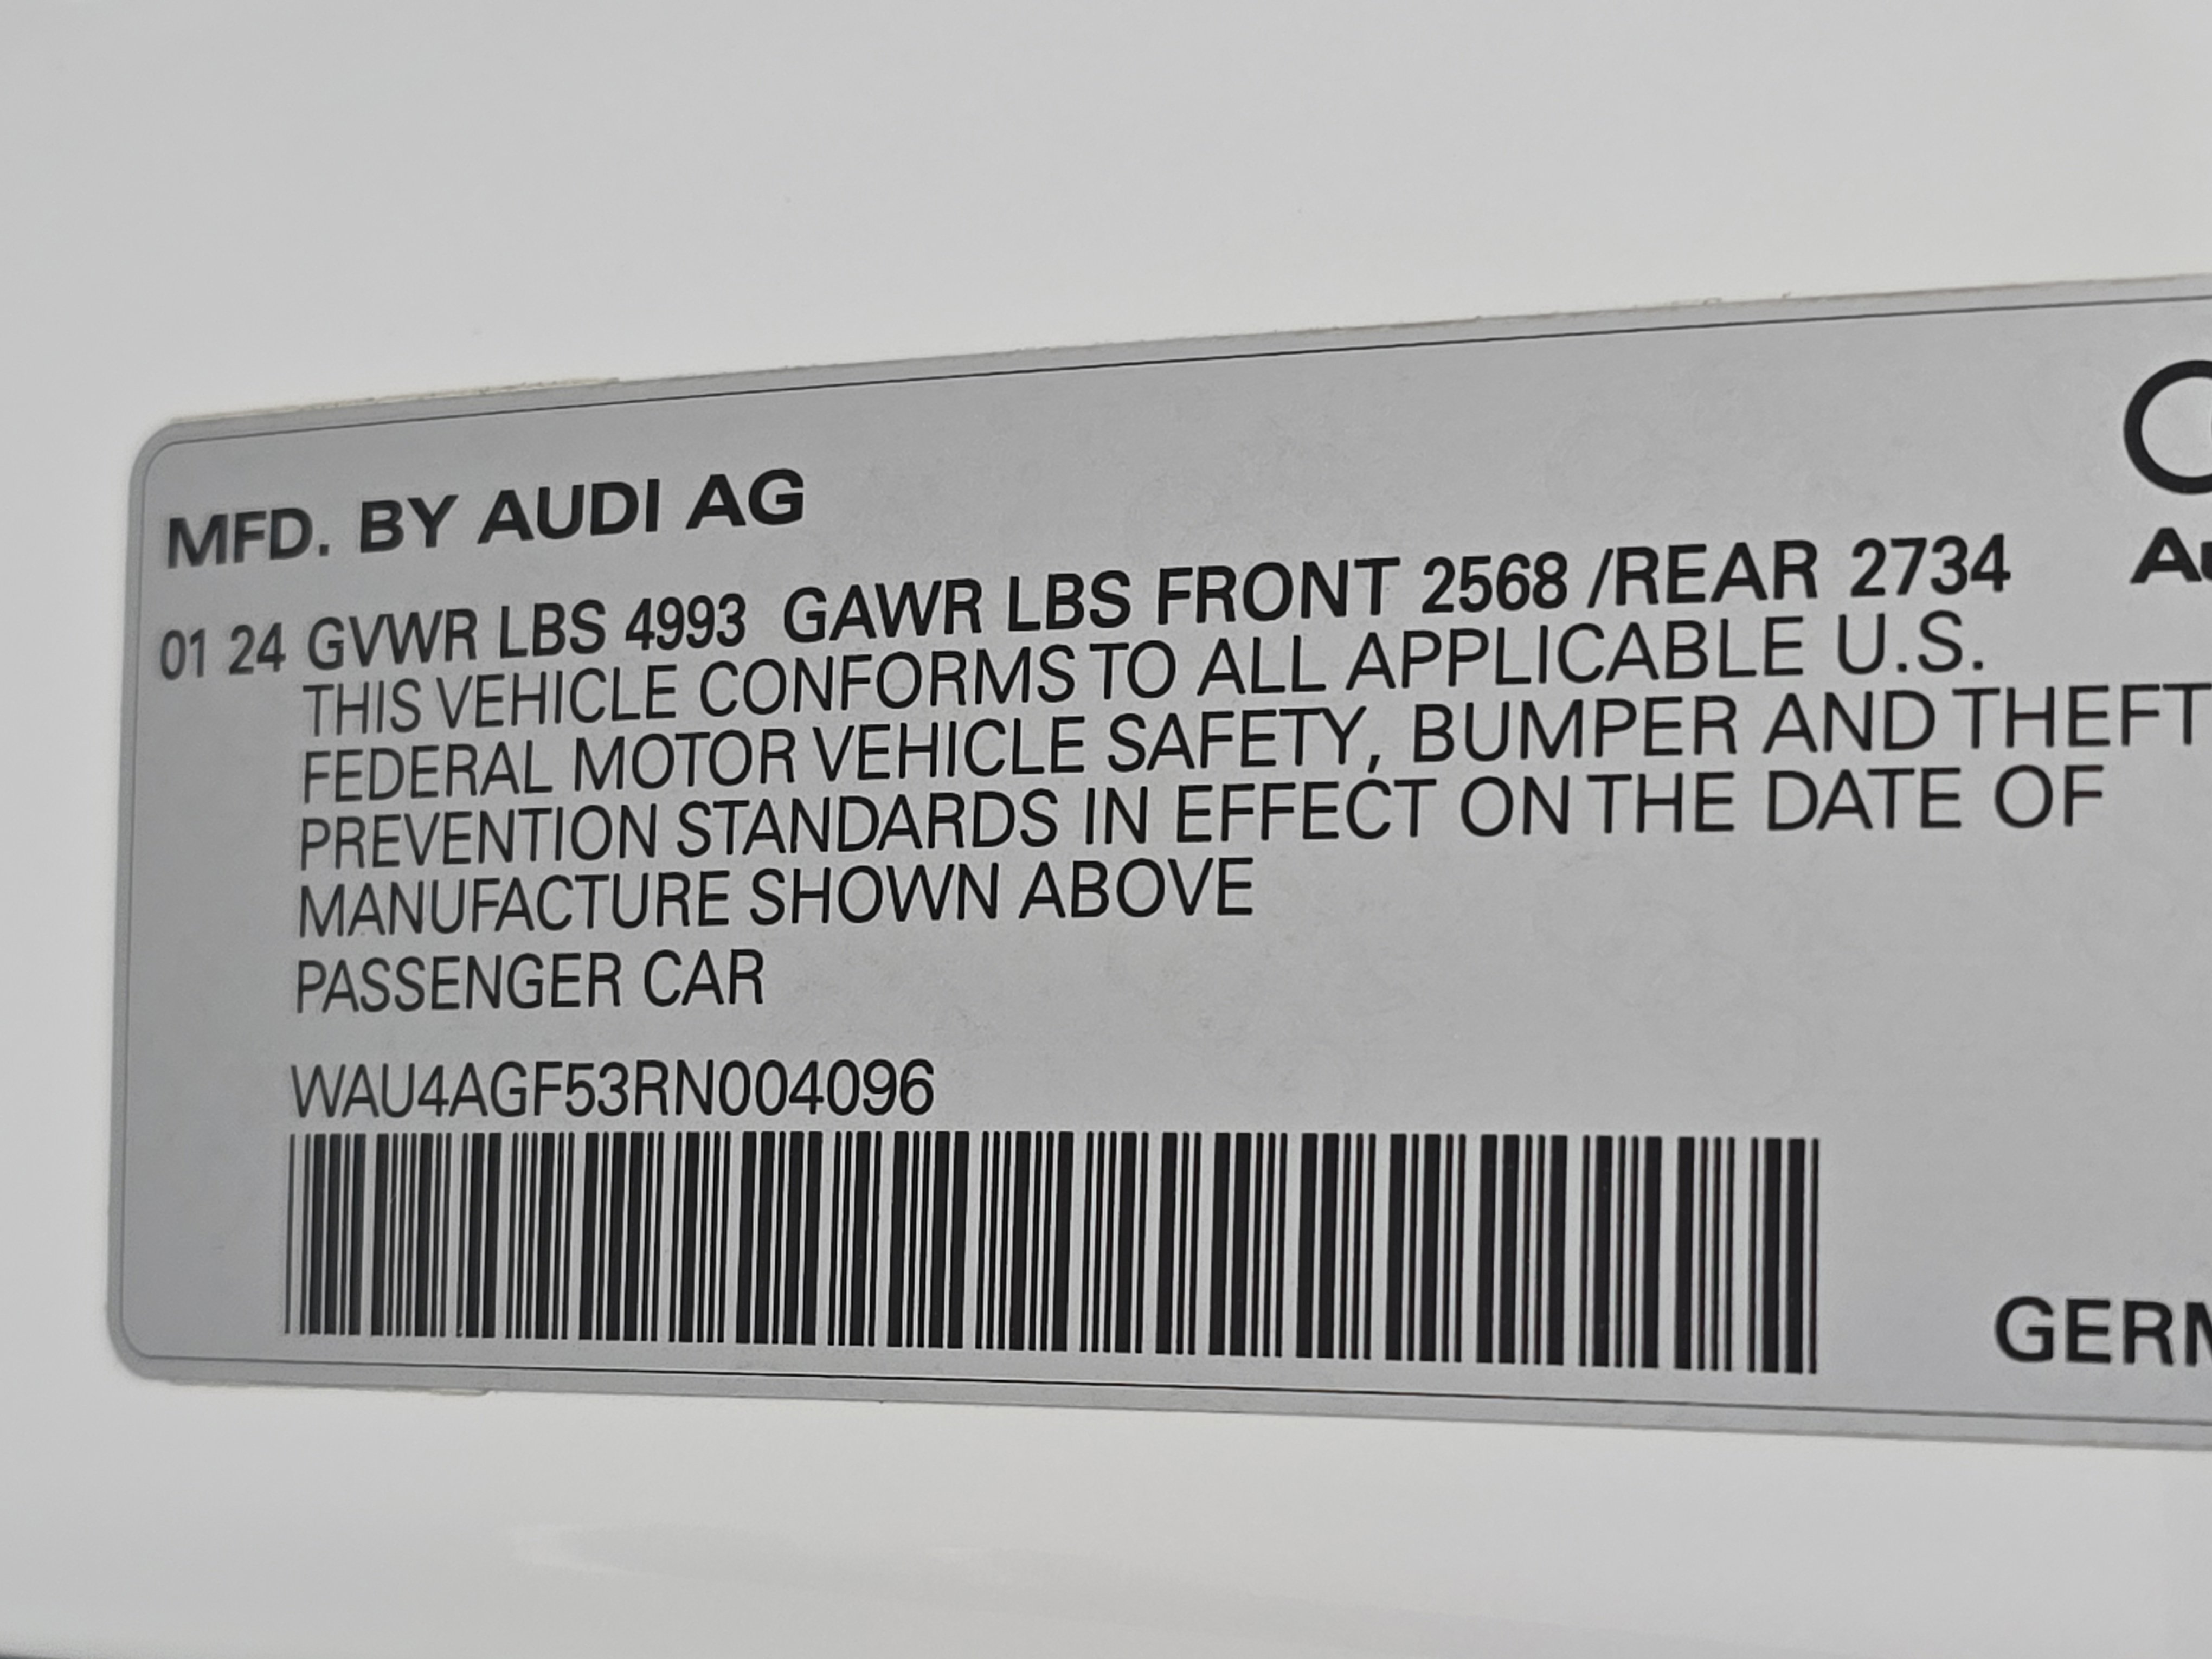 MFD. BY AUDI AG
01 24 GVWR LBS 4993 GAWR LBS FRONT 2568 /REAR 2734
THIS VEHICLE CONFORMS TO ALL APPLICABLE U.S.
FEDERAL MOTOR VEHICLE SAFETY, BUMPER AND THEFT
PREVENTION STANDARDS IN EFFECT ON THE DATE OF
MANUFACTURE SHOWN ABOVE
PASSENGER CAR
WAU4AGF53RN004096